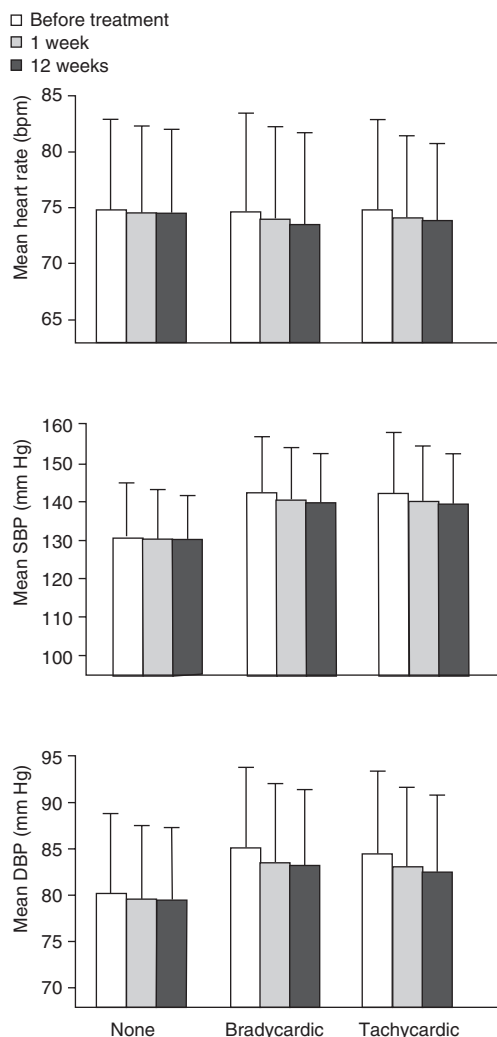 Before treatment
1 week
12 weeks
Mean heart rate (bpm)
85
80
75
70
65
Mean SBP (mm Hg)
160
150
140
130
120
110
100
Mean DBP (mm Hg)
95
90
85
80
75
70
None Bradycardic Tachycardic